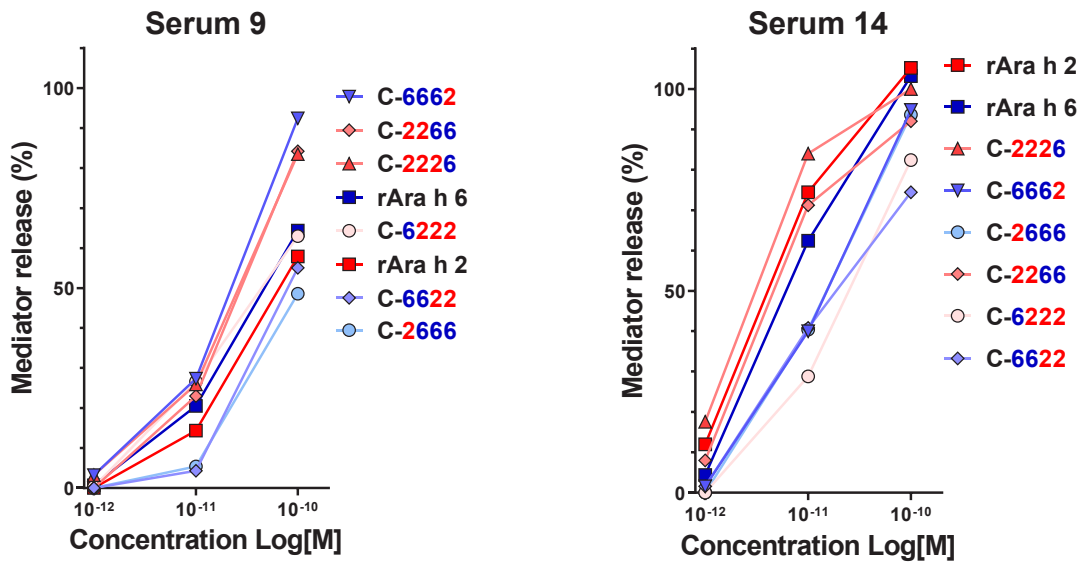 Serum 9
Mediator release (%)
100
50
0
10-12
10-11
10-10
Concentration Log[M]
C-6662
C-2266
C-2226
rAra h 6
C-6222
rAra h 2
C-6622
C-2666
Serum 14
Mediator release (%)
100
50
0
10-12
10-11
10-10
Concentration Log[M]
rAra h 2
rAra h 6
C-2226
C-6662
C-2666
C-2266
C-6222
C-6622